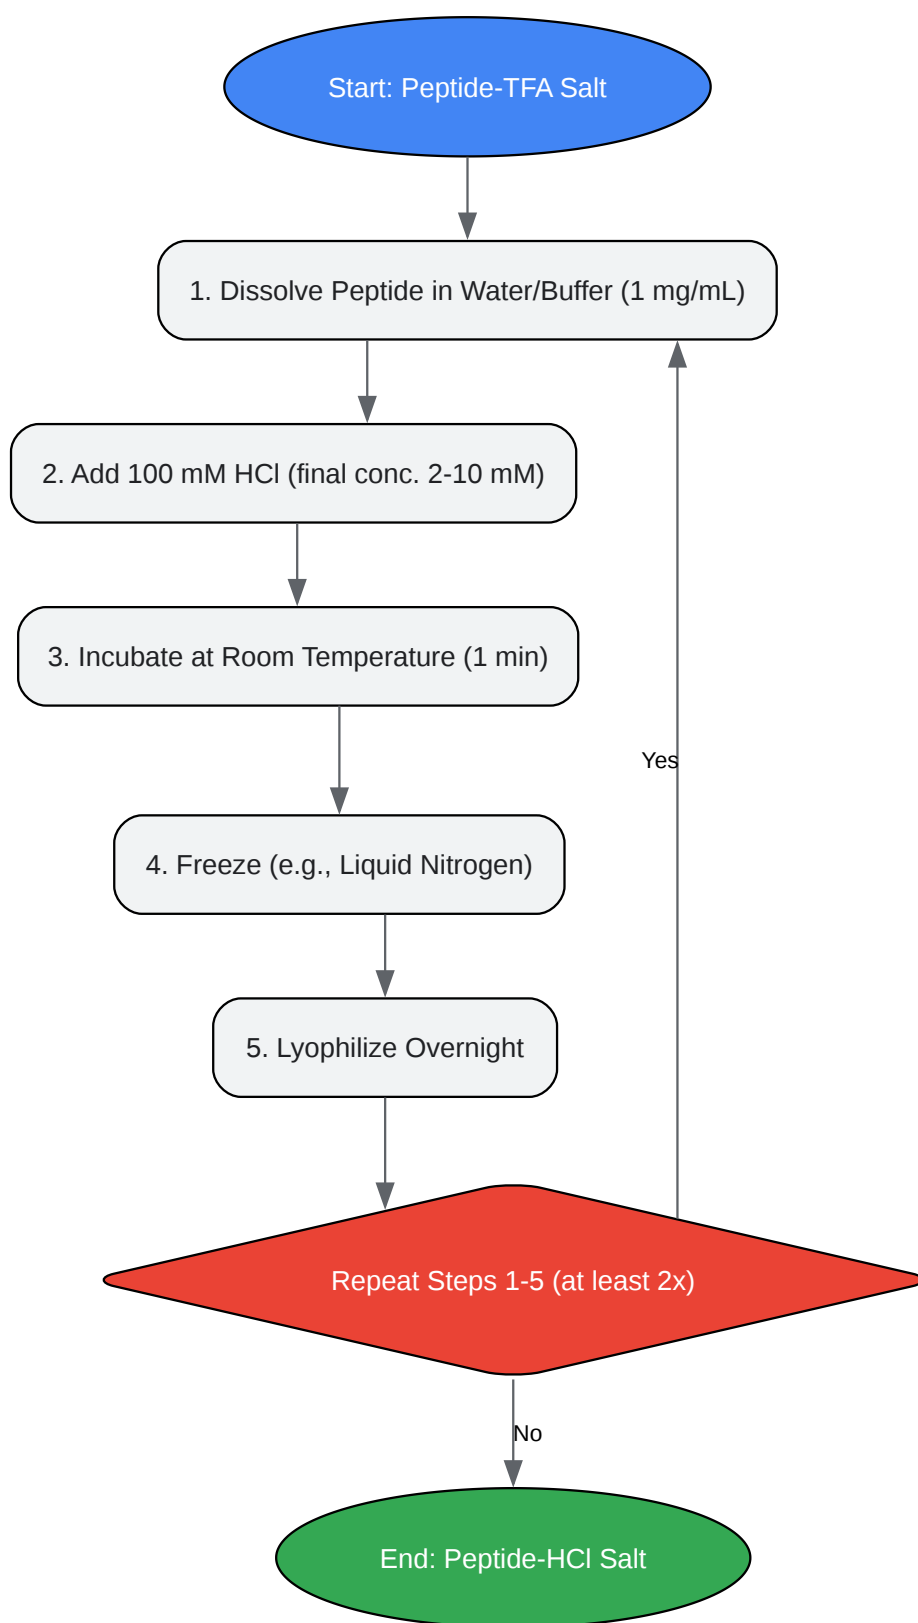 Start: Peptide-TFA Salt
1. Dissolve Peptide in Water/Buffer (1 mg/mL)
2. Add 100 mM HCl (final conc. 2-10 mM)
3. Incubate at Room Temperature (1 min)
Yes
4. Freeze (e.g., Liquid Nitrogen)
5. Lyophilize Overnight
Repeat Steps 1-5 (at least 2x)
No
End: Peptide-HCl Salt